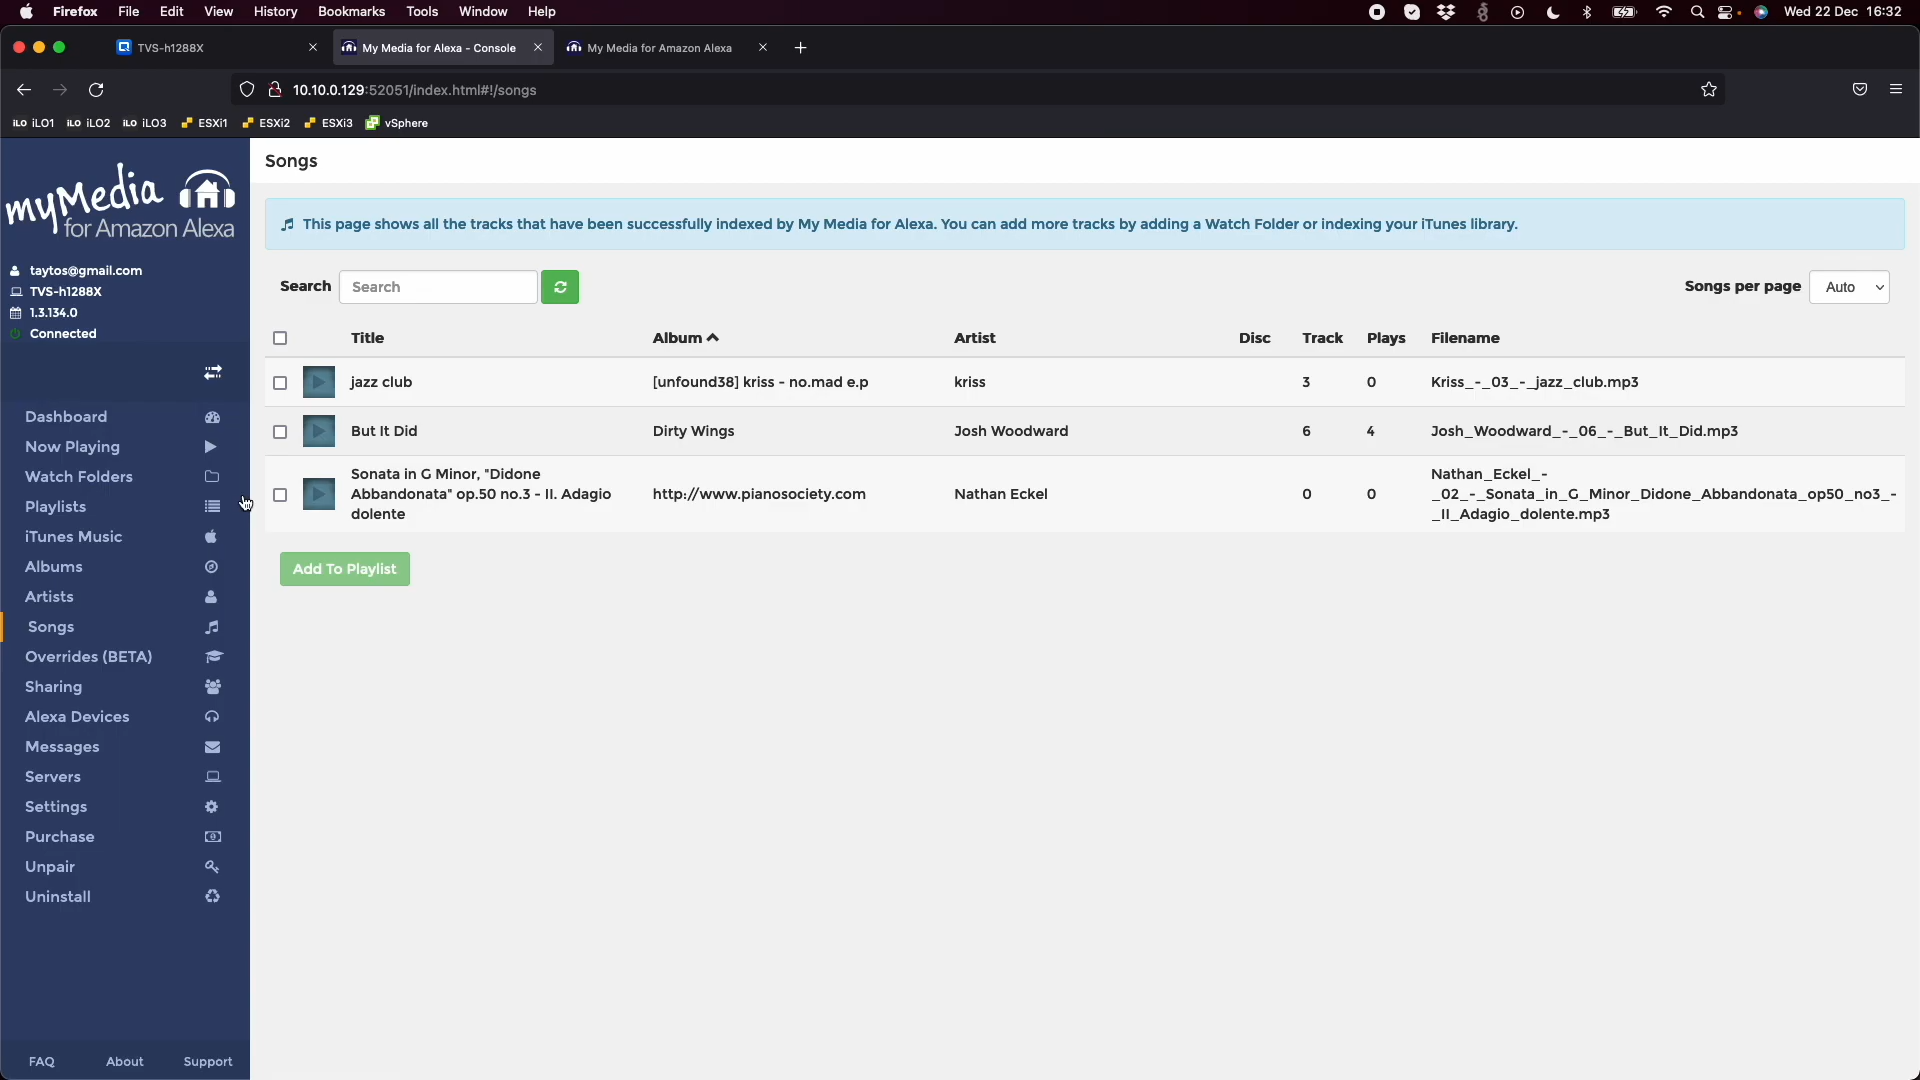 Firefox File Edit View History Bookmarks Tools Window Help Wed 22 Dec 16:32
TVS-h1288X My Media for Alexa - Console My Media for Amazon Alexa
10.10.0.129:52051/index.html#!/songs
iLO iLO1 iLO iLO2 iLO iLO3 ESXi1 ESXi2 ESXi3 vSphere
myMedia
for Amazon Alexa
taytos@gmail.com
TVS-h1288X
1.3.134.0
Connected
Dashboard
Now Playing
Watch Folders
Playlists
iTunes Music
Albums
Artists
Songs
Overrides (BETA)
Sharing
Alexa Devices
Messages
Servers
Settings
Purchase
Unpair
Uninstall
FAQ About Support
Songs
This page shows all the tracks that have been successfully indexed by My Media for Alexa. You can add more tracks by adding a Watch Folder or indexing your iTunes library.
Search Search Songs per page Auto
Title Album Artist Disc Track Plays Filename
jazz club [unfound38] kriss - no.mad e.p kriss 3 0 Kriss_-_03_-_jazz_club.mp3
But It Did Dirty Wings Josh Woodward 6 4 Josh_Woodward_-_06_-_But_It_Did.mp3
Sonata in G Minor, "Didone
Abbandonata" op.50 no.3 - II. Adagio
dolente
http://www.pianosociety.com Nathan Eckel 0 0
Nathan_Eckel_-
_02_-_Sonata_in_G_Minor_Didone_Abbandonata_op50_no3_-
_II_Adagio_dolente.mp3
Add To Playlist